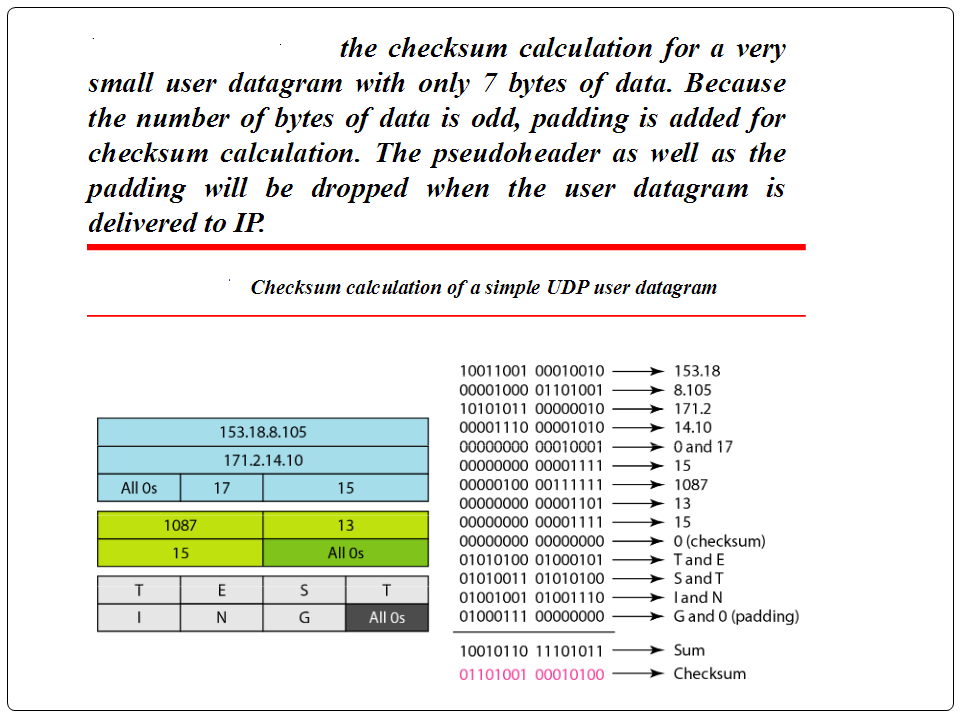 the checksum calculation for a very
small user datagram with only 7 bytes of data. Because
the number of bytes of data is odd, padding is added for
checksum calculation. The pseudoheader as well as the
padding will be dropped when the user datagram is
delivered to IP.
Checksum calculation of a simple UDP user datagram
153.18.8.105
171.2.14.10
All 0s 17 15
1087 13
15 All 0s
T E S T
I N G All 0s
10011001 00010010 153.18
00001000 01101001 8.105
10101011 00000010 171.2
00001110 00001010 14.10
00000000 00010001 0 and 17
00000000 00001111 15
00000100 00111111 1087
00000000 00001101 13
00000000 00001111 15
00000000 00000000 0 (checksum)
01010100 01000101 T and E
01010011 01010100 S and T
01001001 01001110 I and N
01000111 00000000 G and 0 (padding)
10010110 11101011 Sum
01101001 00010100 Checksum